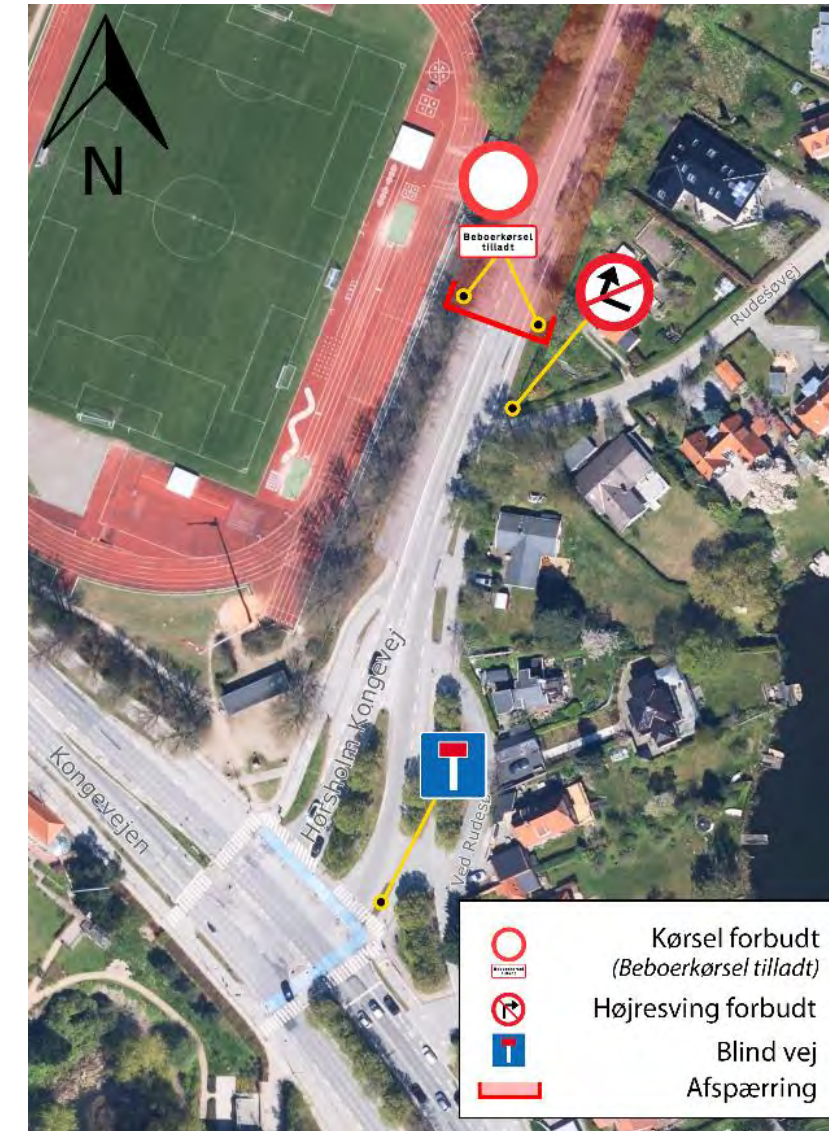 N
Beboerkørsel
tilladt
Rudesøvej
Hørsholm Kongevej
Kongevejen
Ved Rudesø
Kørsel forbudt
(Beboerkørsel tilladt)
Højresving forbudt
Blind vej
Afspærring